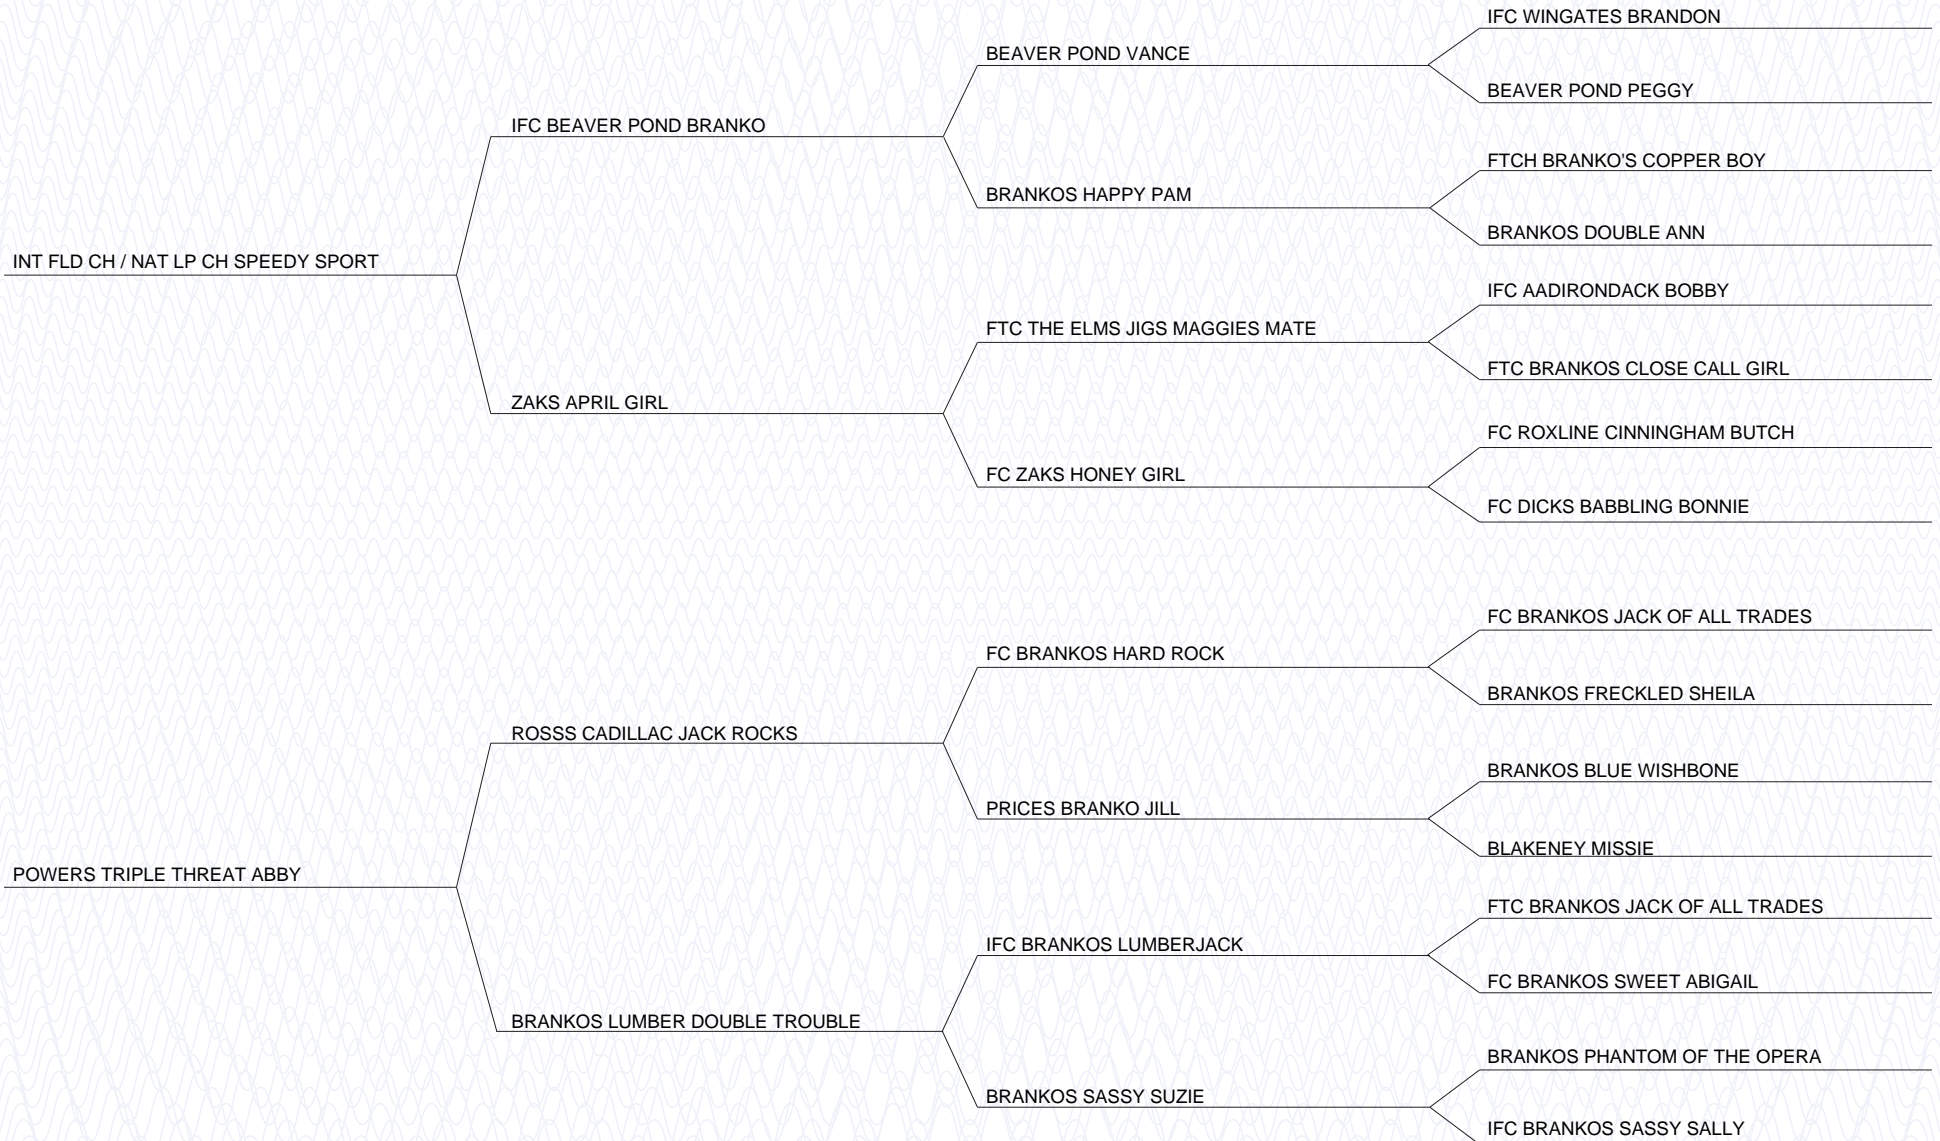 IFC WINGATES BRANDON
BEAVER POND VANCE
BEAVER POND PEGGY
IFC BEAVER POND BRANKO
FTCH BRANKO'S COPPER BOY
BRANKOS HAPPY PAM
BRANKOS DOUBLE ANN
INT FLD CH / NAT LP CH SPEEDY SPORT
IFC AADIRONDACK BOBBY
FTC THE ELMS JIGS MAGGIES MATE
FTC BRANKOS CLOSE CALL GIRL
ZAKS APRIL GIRL
FC ROXLINE CINNINGHAM BUTCH
FC ZAKS HONEY GIRL
FC DICKS BABBLING BONNIE
FC BRANKOS JACK OF ALL TRADES
FC BRANKOS HARD ROCK
BRANKOS FRECKLED SHEILA
ROSSS CADILLAC JACK ROCKS
BRANKOS BLUE WISHBONE
PRICES BRANKO JILL
BLAKENEY MISSIE
POWERS TRIPLE THREAT ABBY
FTC BRANKOS JACK OF ALL TRADES
IFC BRANKOS LUMBERJACK
FC BRANKOS SWEET ABIGAIL
BRANKOS LUMBER DOUBLE TROUBLE
BRANKOS PHANTOM OF THE OPERA
BRANKOS SASSY SUZIE
IFC BRANKOS SASSY SALLY